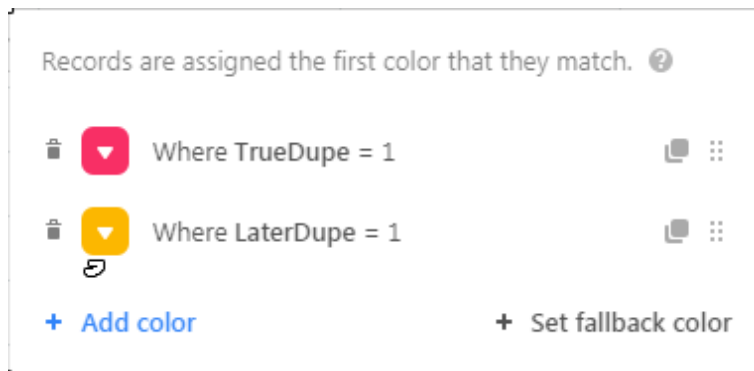 Records are assigned the first color that they match.
Where TrueDupe = 1
Where LaterDupe = 1
+ Add color
+ Set fallback color